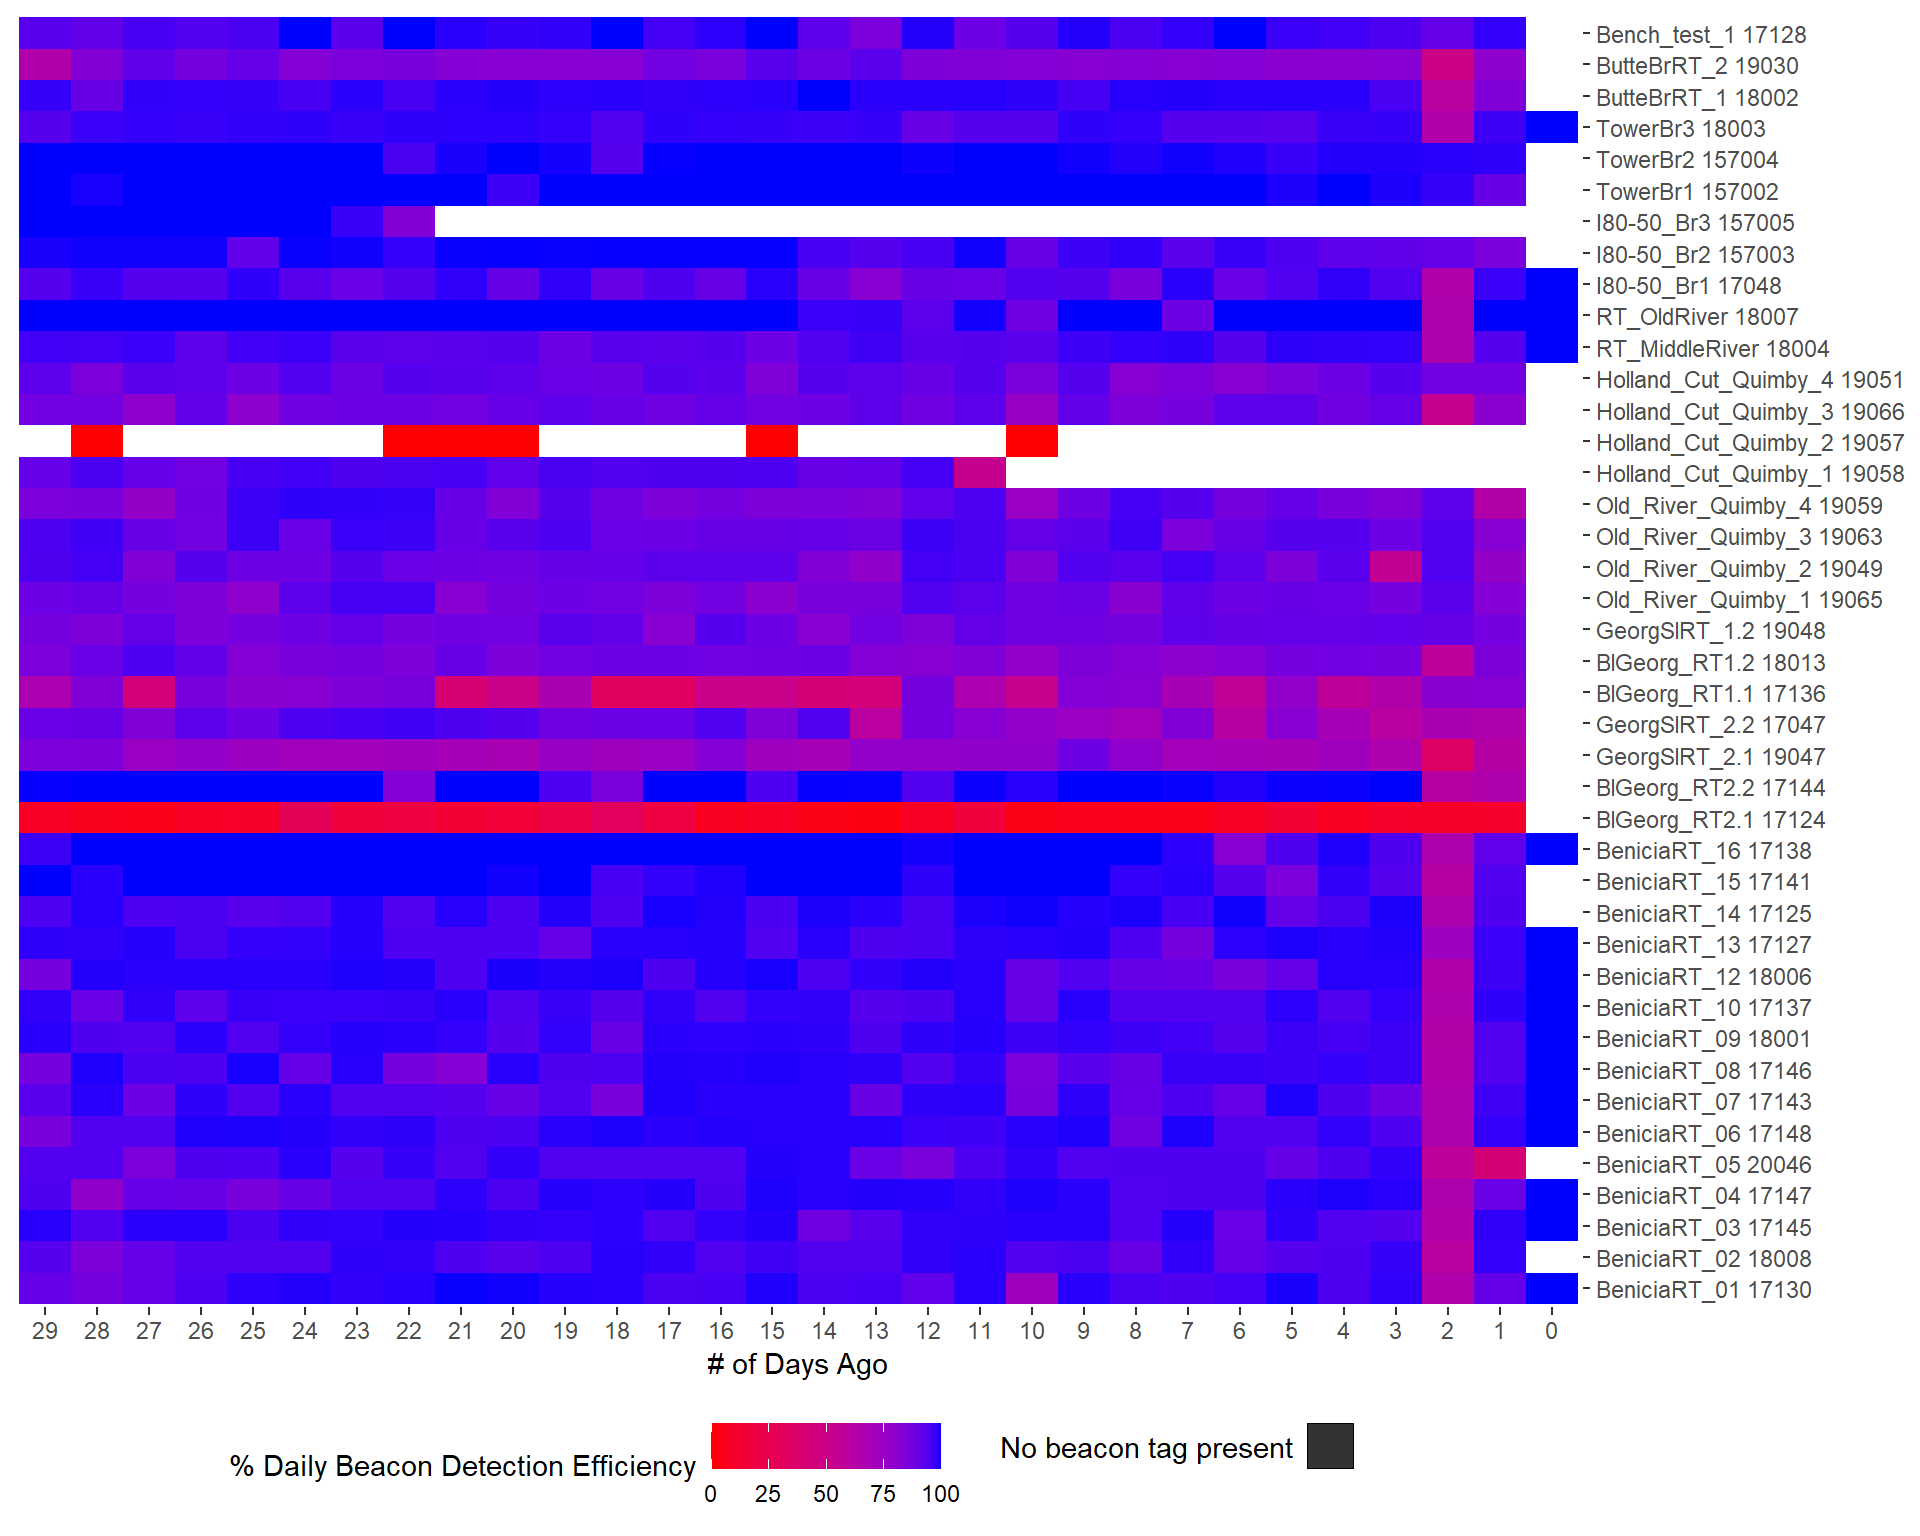 Bench_test_1 17128
ButteBrRT_2 19030
ButteBrRT_1 18002
TowerBr3 18003
TowerBr2 157004
TowerBr1 157002
I80-50_Br3 157005
I80-50_Br2 157003
I80-50_Br1 17048
RT_OldRiver 18007
RT_MiddleRiver 18004
Holland_Cut_Quimby_4 19051
Holland_Cut_Quimby_3 19066
Holland_Cut_Quimby_2 19057
Holland_Cut_Quimby_1 19058
Old_River_Quimby_4 19059
Old_River_Quimby_3 19063
Old_River_Quimby_2 19049
Old_River_Quimby_1 19065
GeorgSlRT_1.2 19048
BlGeorg_RT1.2 18013
BlGeorg_RT1.1 17136
GeorgSlRT_2.2 17047
GeorgSlRT_2.1 19047
BlGeorg_RT2.2 17144
BlGeorg_RT2.1 17124
BeniciaRT_16 17138
BeniciaRT_15 17141
BeniciaRT_14 17125
BeniciaRT_13 17127
BeniciaRT_12 18006
BeniciaRT_10 17137
BeniciaRT_09 18001
BeniciaRT_08 17146
BeniciaRT_07 17143
BeniciaRT_06 17148
BeniciaRT_05 20046
BeniciaRT_04 17147
BeniciaRT_03 17145
BeniciaRT_02 18008
BeniciaRT_01 17130
29 28 27 26 25 24 23 22 21 20 19 18 17 16 15 14 13 12 11 10 9 8 7 6 5 4 3 2 1 0
# of Days Ago
% Daily Beacon Detection Efficiency
0 25 50 75 100
No beacon tag present